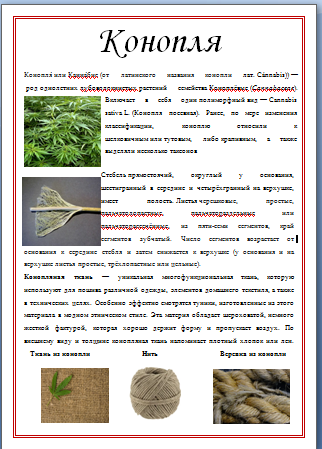 Конопля
Конопля́ или Ка́ннабис (от латинского названия конопли лат. Cánnabis)) —
род однолетних лубоволокнистых растений семейства Коноплёвые (Cannabaceae).
Включает в себя один полиморфный вид — Cannabis
sativa L. (Конопля посевная). Ранее, по мере изменения
классификации, коноплю относили к
шелковичным или тутовым, либо крапивным, а также
выделяли несколько таксонов
Стебель прямостоячий, округлый у основания,
шестигранный в середине и четырёхгранный на верхушке,
имеет полость. Листья черешковые, простые,
или
из пяти-семи сегментов, край
сегментов зубчатый. Число сегментов возрастает от
основания к середине стебля и затем снижается к верхушке (у основания и на
верхушке листья простые, трёхлопастные или цельные).
Конопляная ткань — уникальная многофункциональная ткань, которую
используют для пошива различной одежды, элементов домашнего текстиля, а также
в технических целях. Особенно эффектно смотрятся туники, изготовленные из этого
материала в модном этническом стиле. Эта материя обладает шероховатой, немного
жесткой фактурой, которая хорошо держит форму и пропускает воздух. По
внешнему виду и толщине конопляная ткань напоминает плотный хлопок или лен.
Ткань из конопли Нить Веревка из конопли